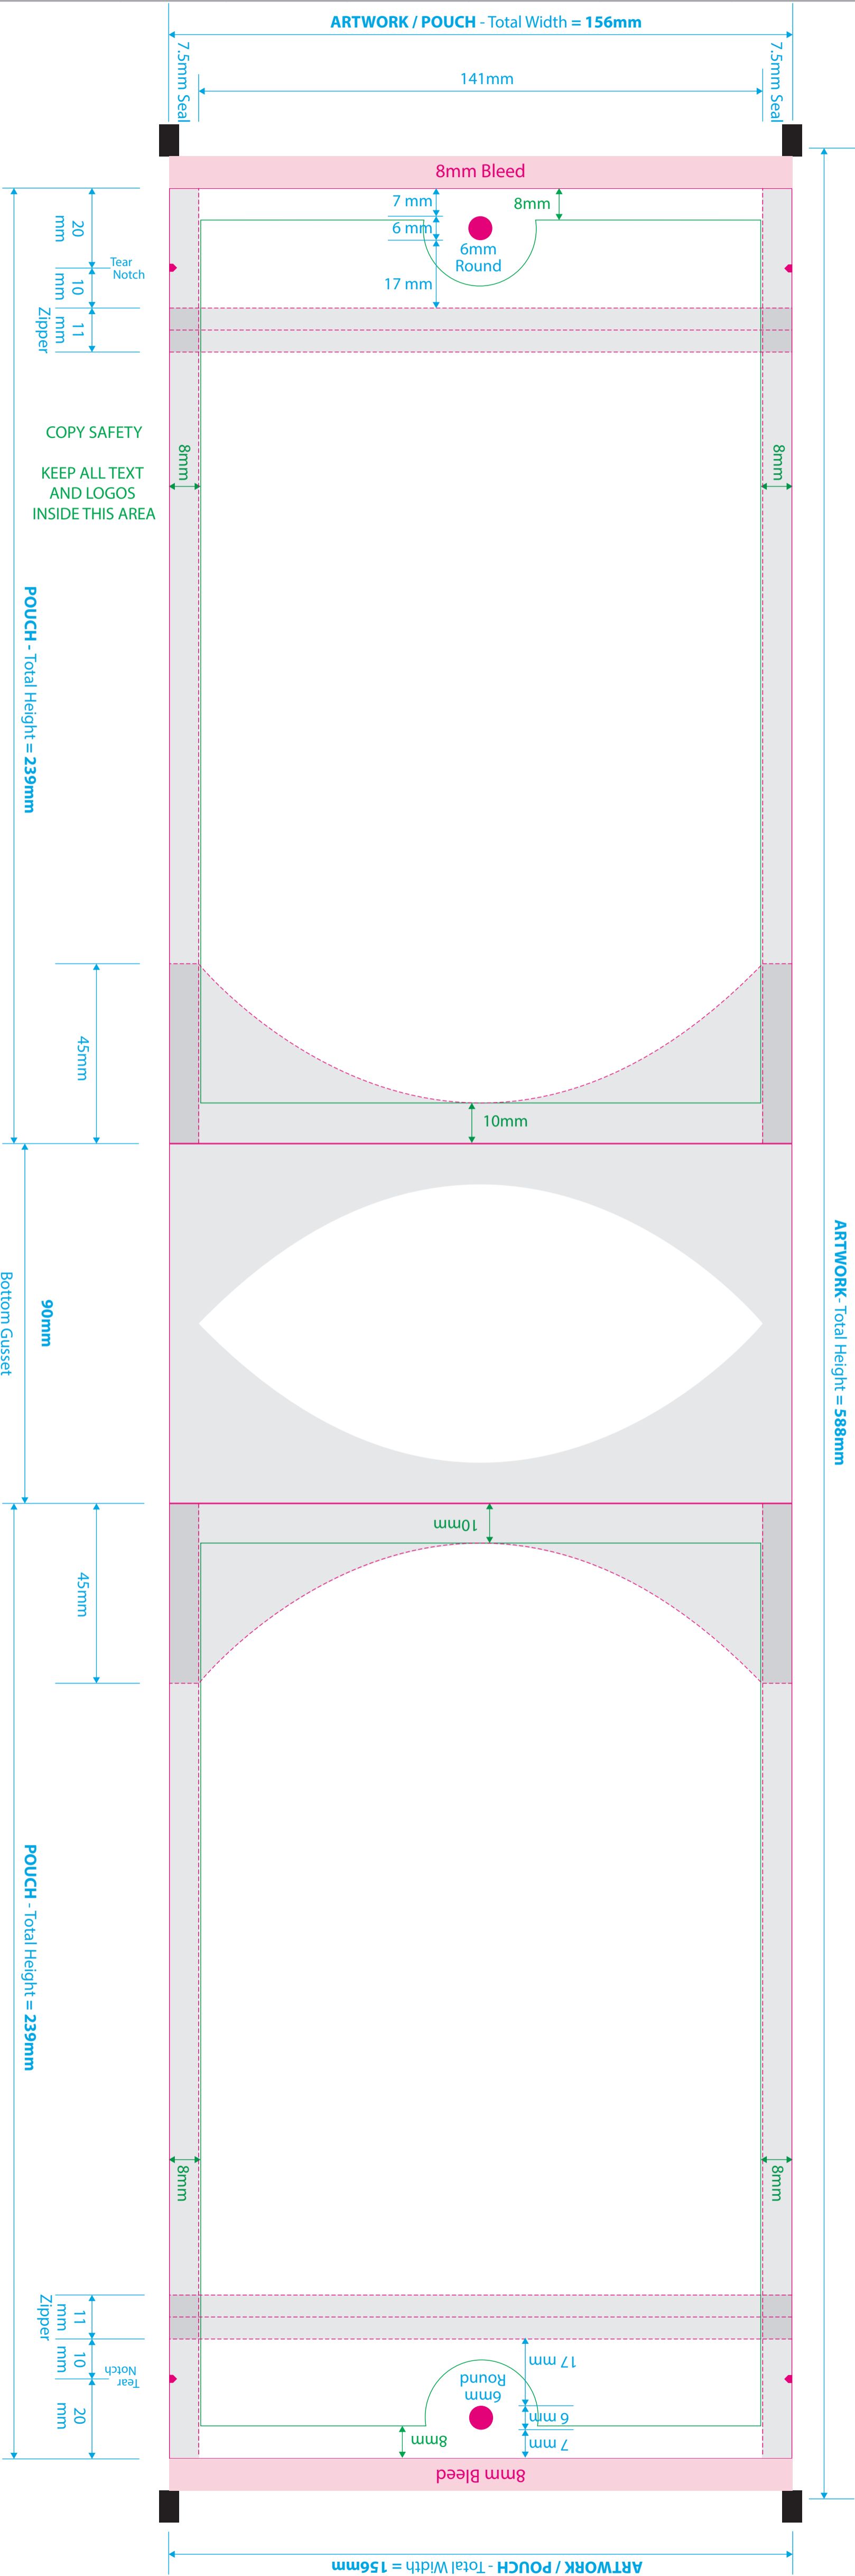 ARTWORK / POUCH - Total Width = 156mm
7.5mm Seal
141mm
7.5mm Seal
8mm Bleed
7 mm
8mm
6 mm
6mm
Round
17 mm
20
mm
Tear
Notch
10
mm
11
mm
Zipper
COPY SAFETY
KEEP ALL TEXT
AND LOGOS
INSIDE THIS AREA
8mm
8mm
POUCH - Total Height = 239mm
45mm
10mm
ARTWORK- Total Height = 588mm
90mm
Bottom Gusset
10mm
45mm
POUCH - Total Height = 239mm
8mm
8mm
11
mm
Zipper
10
mm
Tear
Notch
20
mm
17 mm
6mm
Round
6 mm
7 mm
8mm
8mm Bleed
ARTWORK / POUCH - Total Width = 156mm